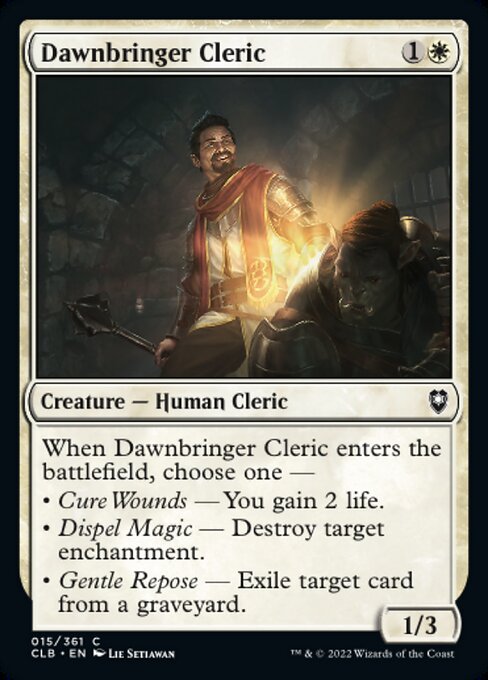 Dawnbringer Cleric 1
Creature — Human Cleric
When Dawnbringer Cleric enters the
battlefield, choose one —
• Cure Wounds — You gain 2 life.
• Dispel Magic — Destroy target
enchantment.
• Gentle Repose — Exile target card
from a graveyard.
1/3
015/361 C
CLB • EN Lie Setiawan
™ & © 2022 Wizards of the Coast